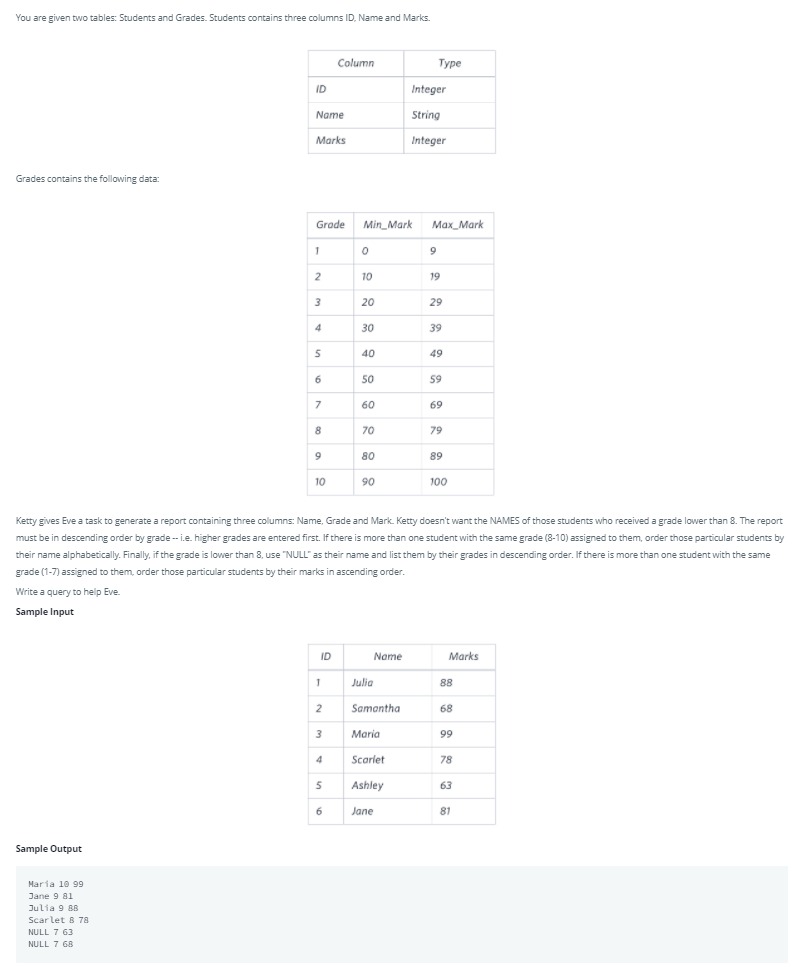 You are given two tables: Students and Grades. Students contains three columns ID, Name and Marks.
Column Type
ID Integer
Name String
Marks Integer
Grades contains the following data:
Grade Min_Mark Max_Mark
1 0 9
2 10 19
3 20 29
4 30 39
5 40 49
6 50 59
7 60 69
8 70 79
9 80 89
10 90 100
Ketty gives Eve a task to generate a report containing three columns: Name, Grade and Mark. Ketty doesn't want the NAMES of those students who received a grade lower than 8. The report
must be in descending order by grade -- i.e. higher grades are entered first. If there is more than one student with the same grade (8-10) assigned to them, order those particular students by
their name alphabetically. Finally, if the grade is lower than 8, use "NULL" as their name and list them by their grades in descending order. If there is more than one student with the same
grade (1-7) assigned to them, order those particular students by their marks in ascending order.
Write a query to help Eve.
Sample Input
ID Name Marks
1 Julia 88
2 Samantha 68
3 Maria 99
4 Scarlet 78
5 Ashley 63
6 Jane 81
Sample Output
Maria 10 99
Jane 9 81
Julia 9 88
Scarlet 8 78
NULL 7 63
NULL 7 68